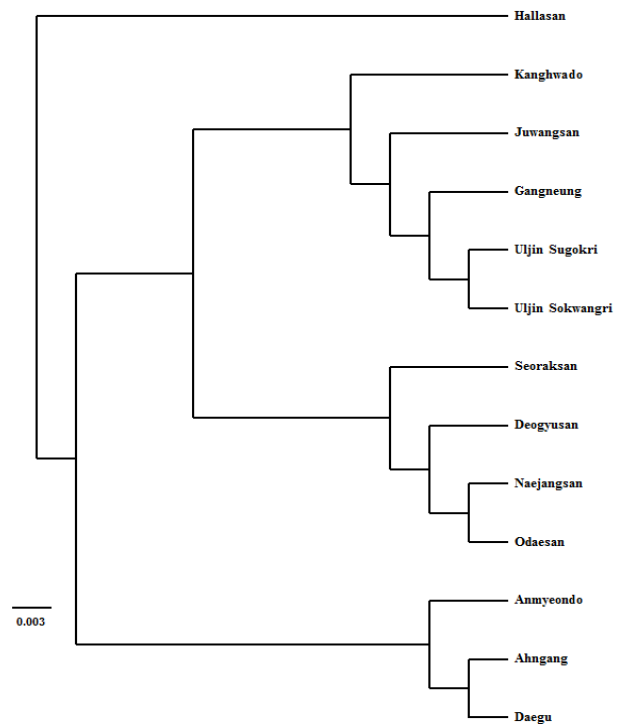 Hallasan
Kanghwado
Juwangsan
Gangneung
Uljin Sugokri
Uljin Sokwangri
Seoraksan
Deogyusan
Naejangsan
Odaesan
Anmyeondo
0.003
Ahngang
Daegu